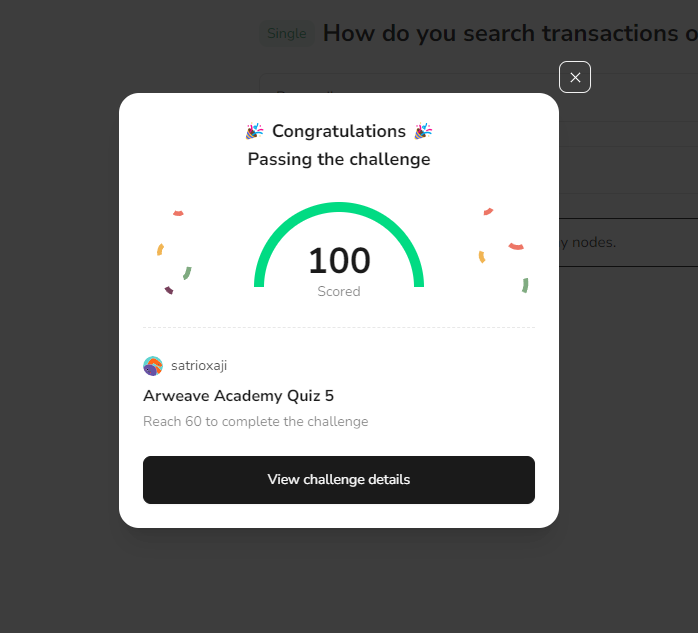 Single How do you search transactions o
Congratulations
Passing the challenge
y nodes.
100
Scored
satrioxaji
Arweave Academy Quiz 5
Reach 60 to complete the challenge
View challenge details